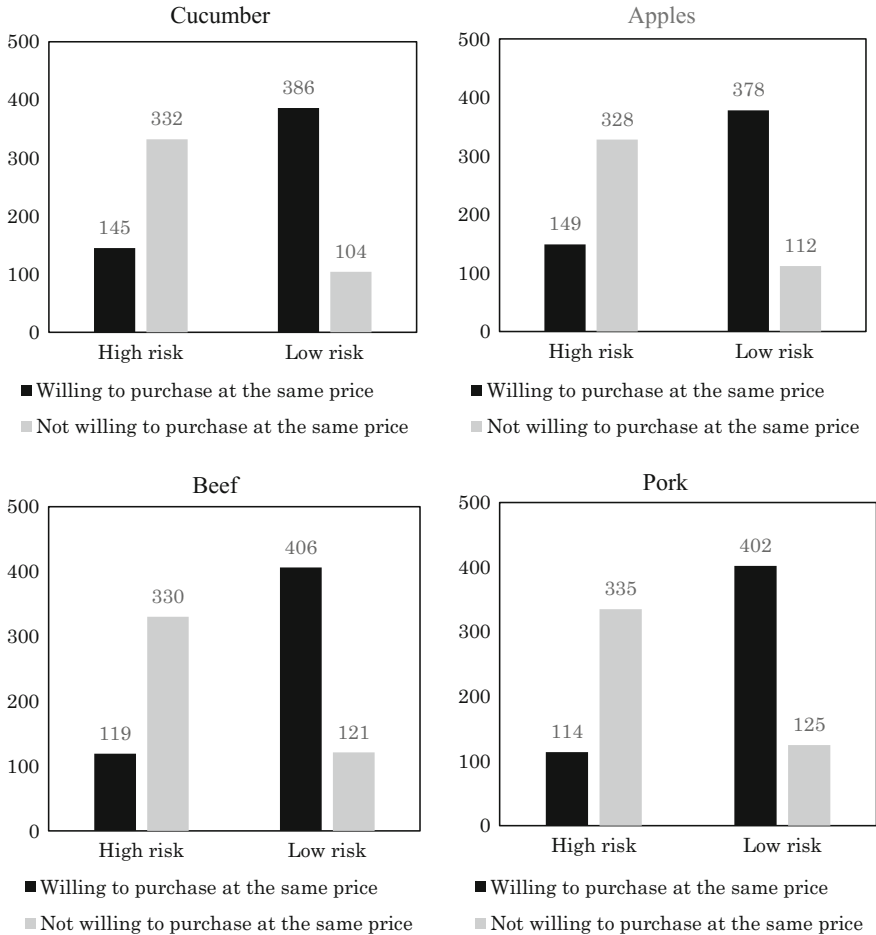 Cucumber
500
400
300
200
100
0
145
332
386
104
High risk
Low risk
Willing to purchase at the same price
Not willing to purchase at the same price
Apples
500
400
300
200
100
0
149
328
378
112
High risk
Low risk
Willing to purchase at the same price
Not willing to purchase at the same price
Beef
500
400
300
200
100
0
119
330
406
121
High risk
Low risk
Willing to purchase at the same price
Not willing to purchase at the same price
Pork
500
400
300
200
100
0
114
335
402
125
High risk
Low risk
Willing to purchase at the same price
Not willing to purchase at the same price